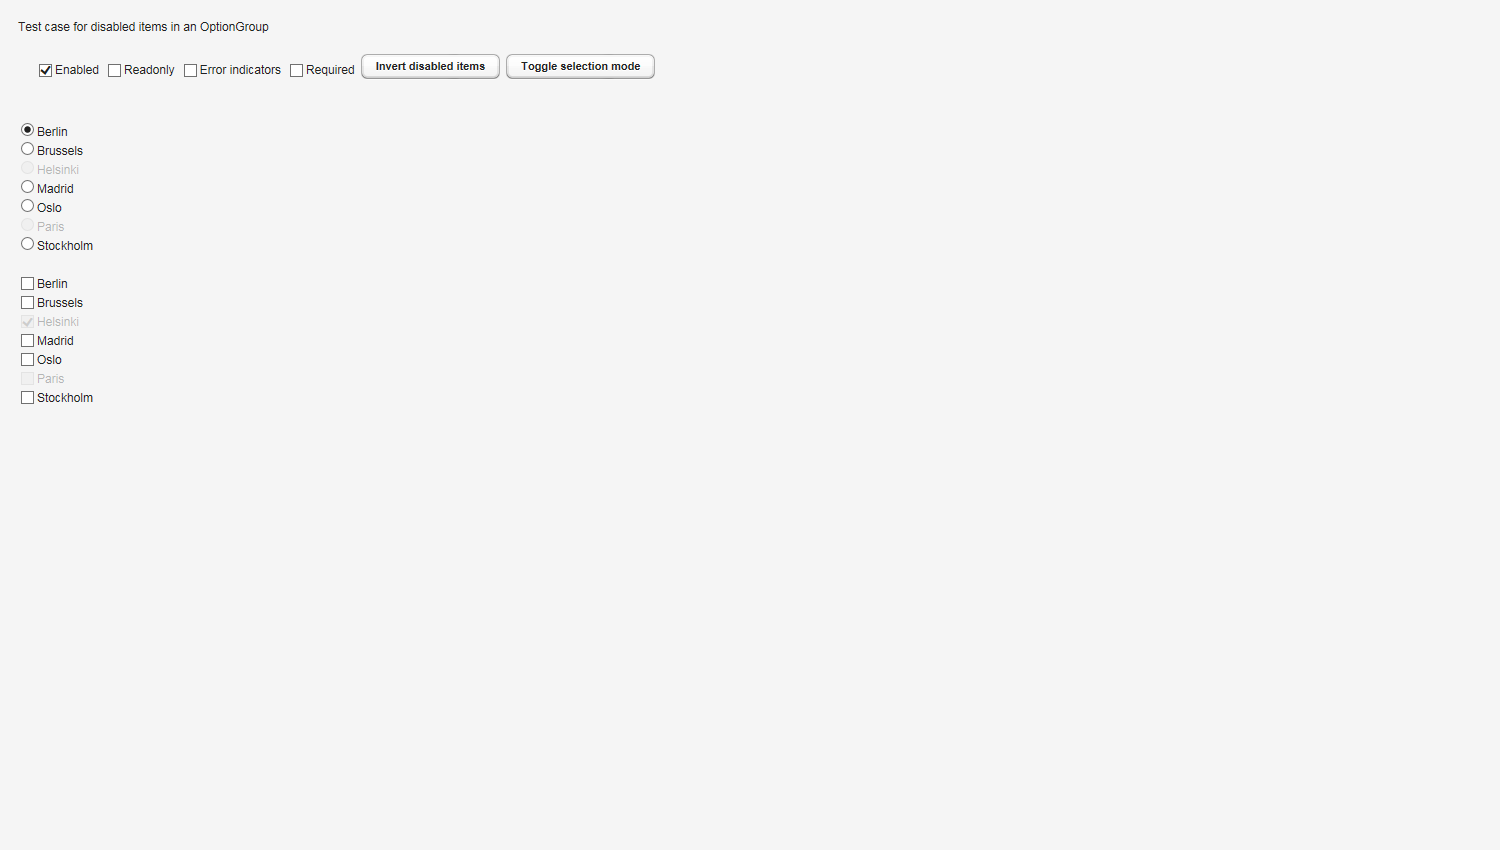 Test case for disabled items in an OptionGroup
Enabled Readonly Error indicators Required Invert disabled items Toggle selection mode
Berlin
Brussels
Helsinki
Madrid
Oslo
Paris
Stockholm
Berlin
Brussels
Helsinki
Madrid
Oslo
Paris
Stockholm